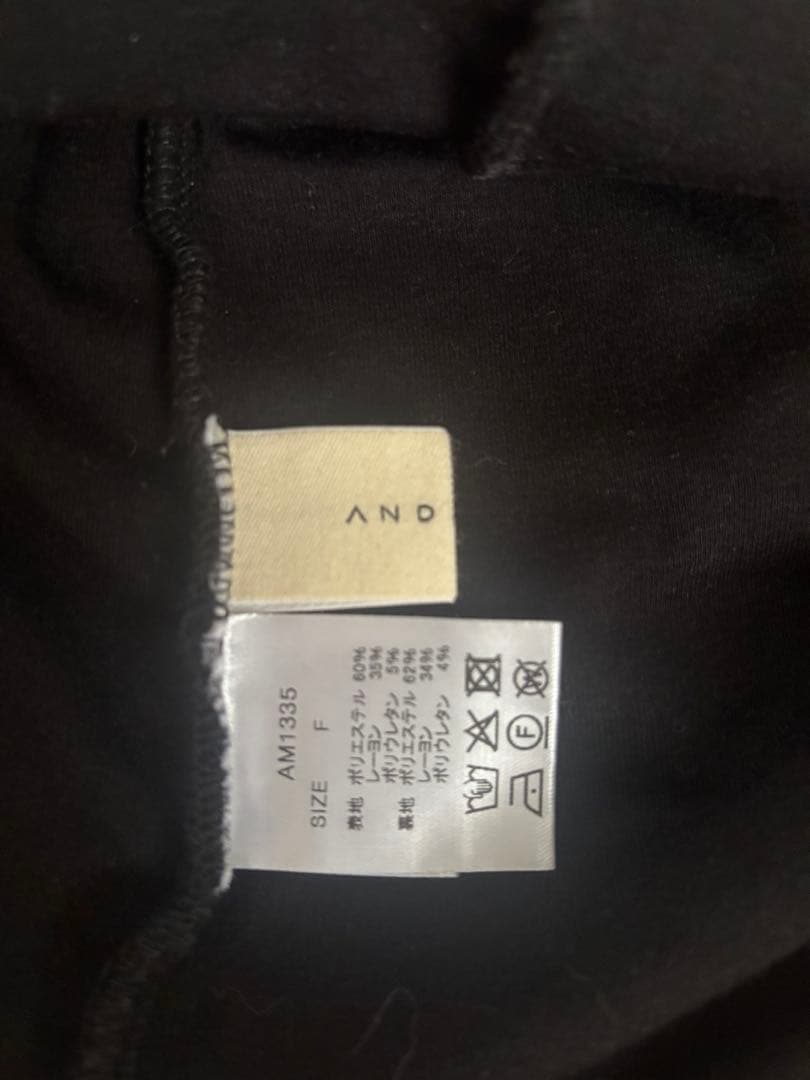 ΛND
AM1335
SIZE F
表地 ポリエステル 60%
レーヨン 35%
ポリウレタン 5%
裏地 ポリエステル 62%
レーヨン 34%
ポリウレタン 4%
F
W